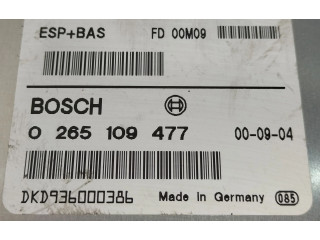 ESP+BAS FD 00M09
BOSCH
0 265 109 477 00-09-04
DKD936000386 Made in Germany 085